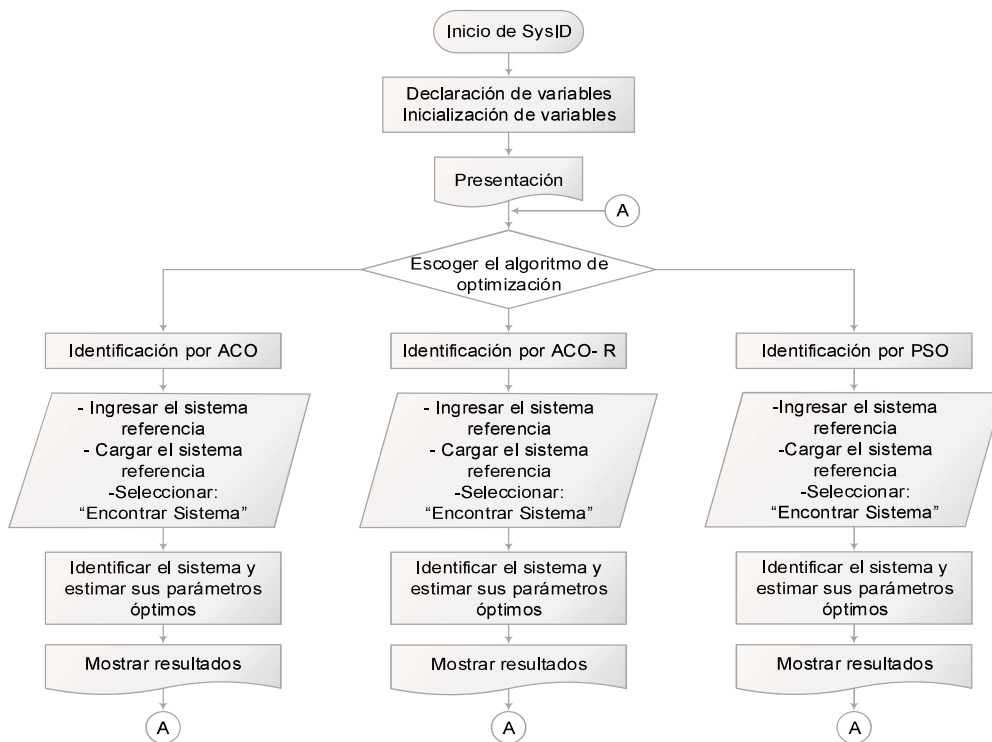 Inicio de SysID
Declaración de variables
Inicialización de variables
Presentación
A
Escoger el algoritmo de
optimización
Identificación por ACO
- Ingresar el sistema
referencia
- Cargar el sistema
referencia
-Seleccionar:
“Encontrar Sistema”
Identificar el sistema y
estimar sus parámetros
óptimos
Mostrar resultados
A
Identificación por ACO- R
- Ingresar el sistema
referencia
- Cargar el sistema
referencia
-Seleccionar:
“Encontrar Sistema”
Identificar el sistema y
estimar sus parámetros
óptimos
Mostrar resultados
A
Identificación por PSO
-Ingresar el sistema
referencia
-Cargar el sistema
referencia
-Seleccionar:
“Encontrar Sistema”
Identificar el sistema y
estimar sus parámetros
óptimos
Mostrar resultados
A